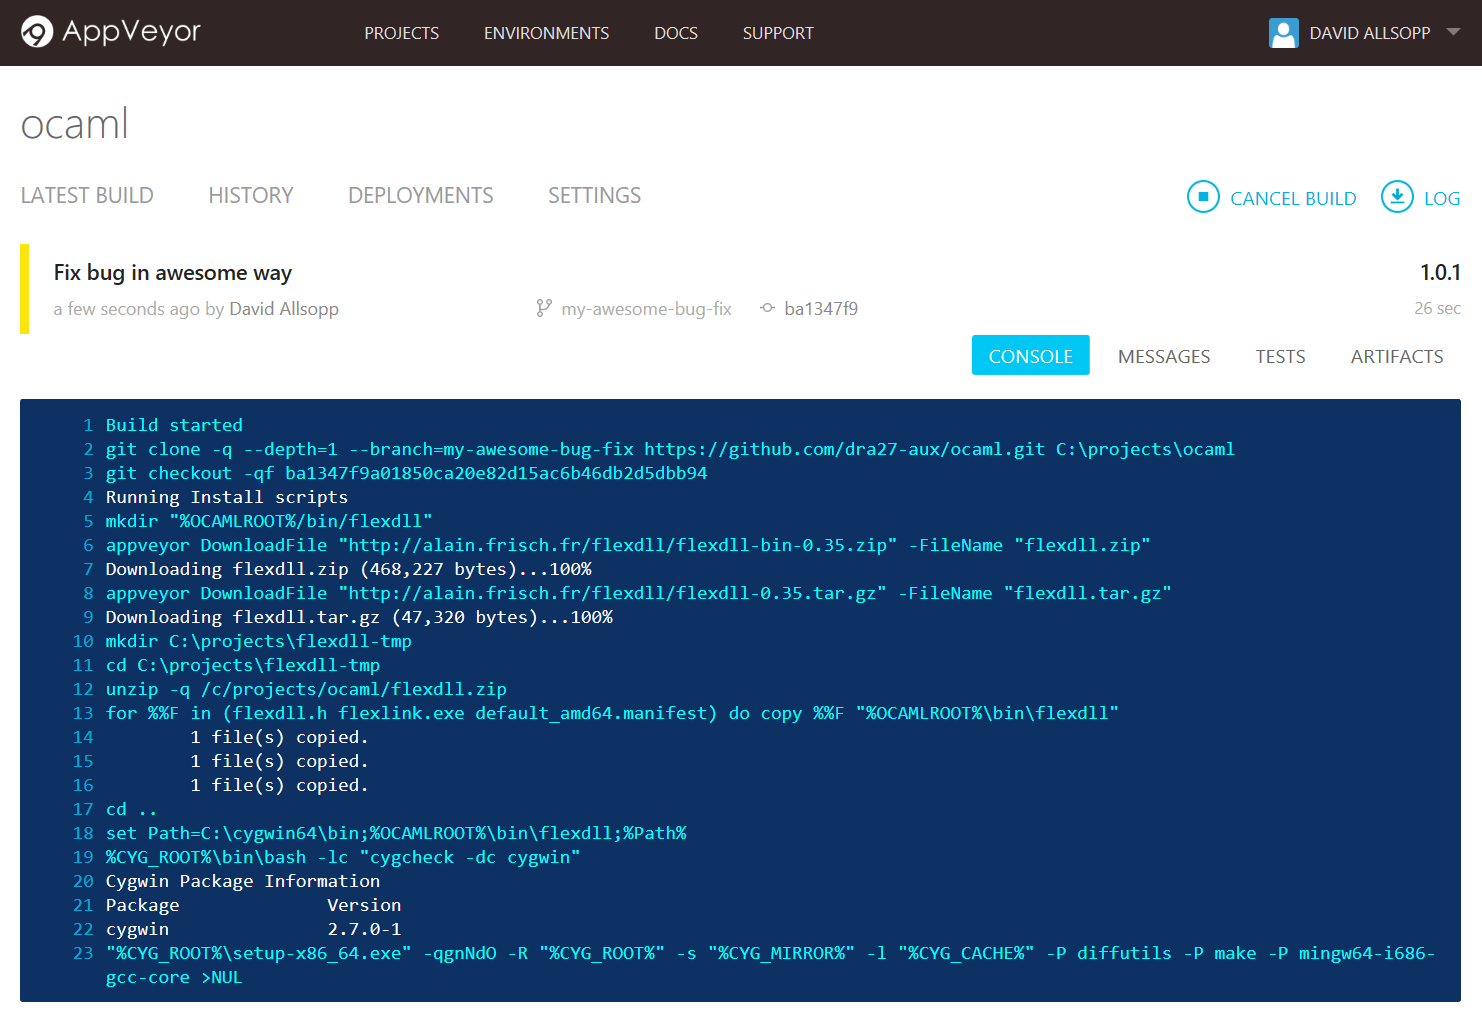 AppVeyor PROJECTS ENVIRONMENTS DOCS SUPPORT DAVID ALLSOPP
ocaml
LATEST BUILD HISTORY DEPLOYMENTS SETTINGS CANCEL BUILD LOG
Fix bug in awesome way 1.0.1
a few seconds ago by David Allsopp my-awesome-bug-fix ba1347f9 26 sec
CONSOLE MESSAGES TESTS ARTIFACTS
1 Build started
2 git clone -q --depth=1 --branch=my-awesome-bug-fix https://github.com/dra27-aux/ocaml.git C:\projects\ocaml
3 git checkout -qf ba1347f9a01850ca20e82d15ac6b46db2d5dbb94
4 Running Install scripts
5 mkdir "%OCAMLROOT%/bin/flexdll"
6 appveyor DownloadFile "http://alain.frisch.fr/flexdll/flexdll-bin-0.35.zip" -FileName "flexdll.zip"
7 Downloading flexdll.zip (468,227 bytes)...100%
8 appveyor DownloadFile "http://alain.frisch.fr/flexdll/flexdll-0.35.tar.gz" -FileName "flexdll.tar.gz"
9 Downloading flexdll.tar.gz (47,320 bytes)...100%
10 mkdir C:\projects\flexdll-tmp
11 cd C:\projects\flexdll-tmp
12 unzip -q /c/projects/ocaml/flexdll.zip
13 for %%F in (flexdll.h flexlink.exe default_amd64.manifest) do copy %%F "%OCAMLROOT%\bin\flexdll"
14 1 file(s) copied.
15 1 file(s) copied.
16 1 file(s) copied.
17 cd ..
18 set Path=C:\cygwin64\bin;%OCAMLROOT%\bin\flexdll;%Path%
19 %CYG_ROOT%\bin\bash -lc "cygcheck -dc cygwin"
20 Cygwin Package Information
21 Package Version
22 cygwin 2.7.0-1
23 "%CYG_ROOT%\setup-x86_64.exe" -qgnNdO -R "%CYG_ROOT%" -s "%CYG_MIRROR%" -l "%CYG_CACHE%" -P diffutils -P make -P mingw64-i686-
gcc-core >NUL